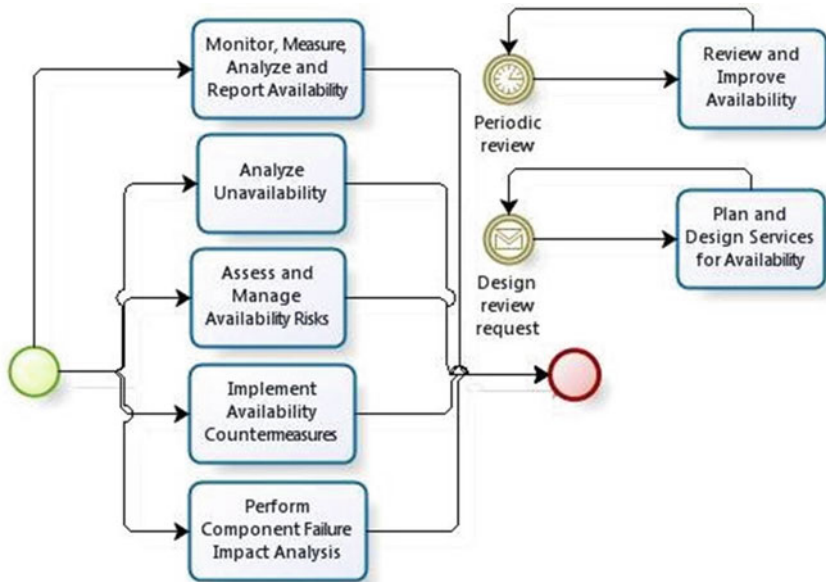 Monitor, Measure,
Analyze and
Report Availability
Analyze
Unavailability
Assess and
Manage
Availability Risks
Implement
Availability
Countermeasures
Perform
Component Failure
Impact Analysis
Periodic
review
Review and
Improve
Availability
Design
review
request
Plan and
Design Services
for Availability